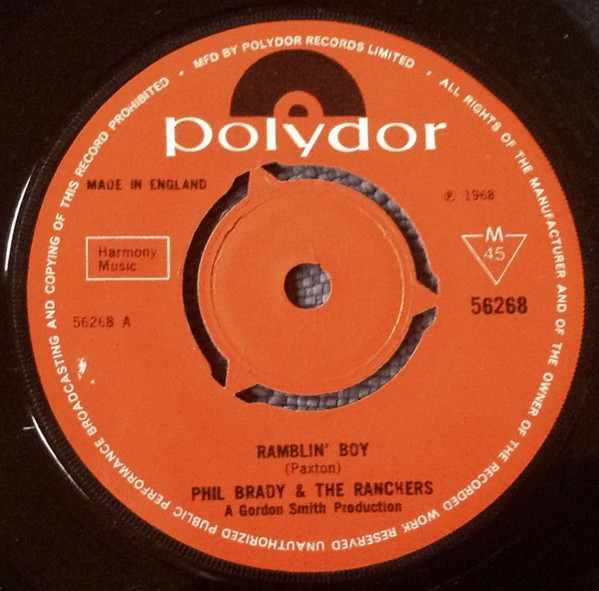 MFD BY POLYDOR RECORDS LIMITED • ALL RIGHTS OF THE MANUFACTURER AND OF THE OWNER OF THE RECORDED WORK RESERVED UNAUTHORIZED PUBLIC PERFORMANCE BROADCASTING AND COPYING OF THIS RECORD PROHIBITED •
polydor
MADE IN ENGLAND
℗ 1968
Harmony
Music
M
45
56268
56268 A
RAMBLIN' BOY
(Paxton)
PHIL BRADY & THE RANCHERS
A Gordon Smith Production